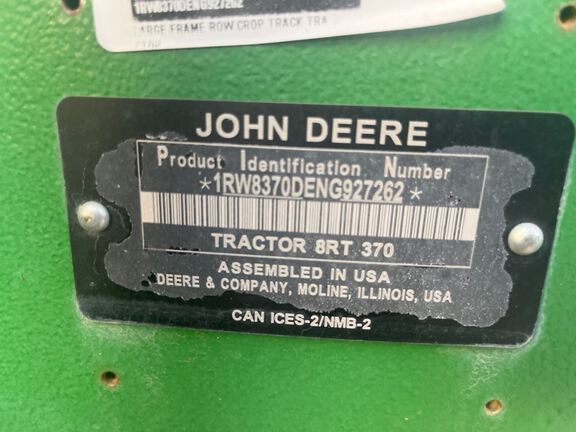 1RW8370DENG927262
LARGE FRAME ROW CROP TRACK TRA
JOHN DEERE
Product Identification Number
*1RW8370DENG927262*
TRACTOR 8RT 370
ASSEMBLED IN USA
DEERE & COMPANY, MOLINE, ILLINOIS, USA
CAN ICES-2/NMB-2